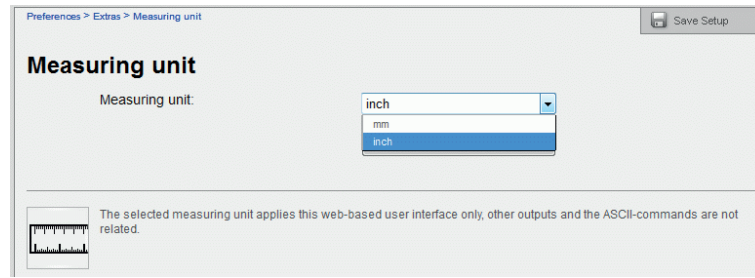 Preferences > Extras > Measuring unit
Save Setup
Measuring unit
Measuring unit:
inch
mm
inch
The selected measuring unit applies this web-based user interface only, other outputs and the ASCII-commands are not
related.